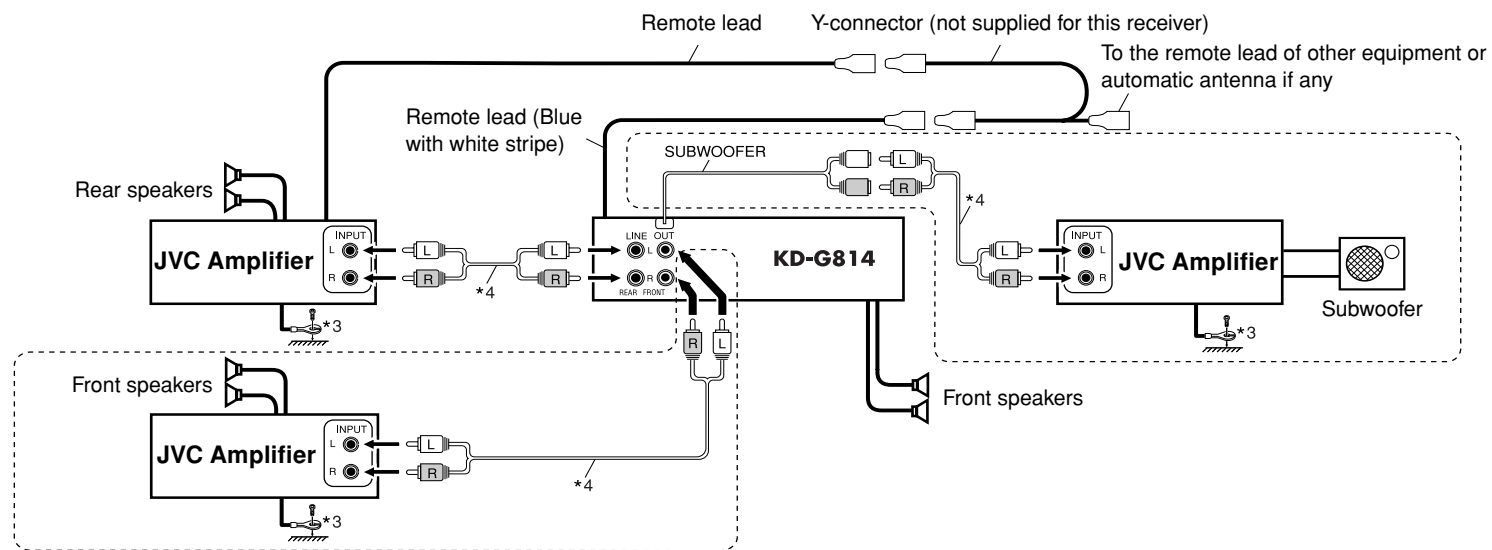 Remote lead
Y-connector (not supplied for this receiver)
To the remote lead of other equipment or
automatic antenna if any
Remote lead (Blue
with white stripe)
SUBWOOFER
L
R
*4
Rear speakers
JVC Amplifier
INPUT
L
R
L
R
*4
L
R
LINE OUT
L
R
REAR FRONT
KD-G814
L
R
INPUT
L
R
JVC Amplifier
Subwoofer
*3
*3
R
L
Front speakers
Front speakers
JVC Amplifier
INPUT
L
R
L
R
*4
*3